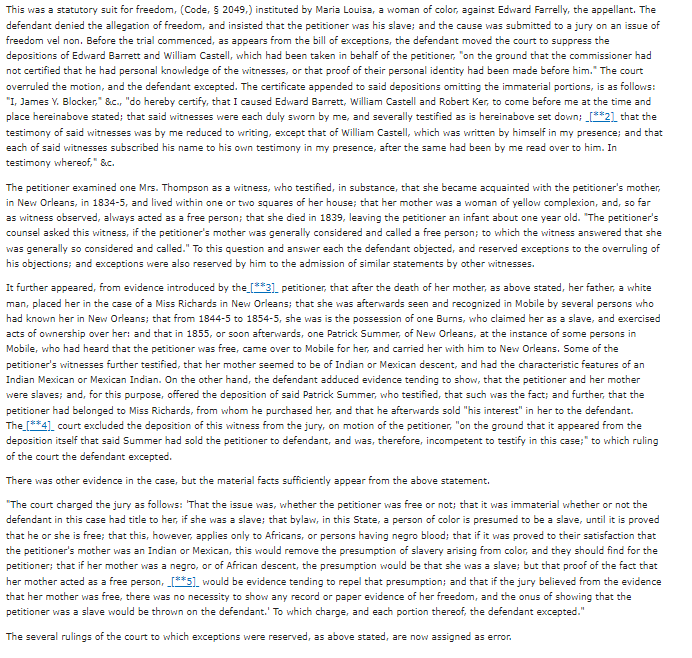 This was a statutory suit for freedom, (Code, § 2049,) instituted by Maria Louisa, a woman of color, against Edward Farrelly, the appellant. The
defendant denied the allegation of freedom, and insisted that the petitioner was his slave; and the cause was submitted to a jury on an issue of
freedom vel non. Before the trial commenced, as appears from the bill of exceptions, the defendant moved the court to suppress the
depositions of Edward Barrett and William Castell, which had been taken in behalf of the petitioner, "on the ground that the commissioner had
not certified that he had personal knowledge of the witnesses, or that proof of their personal identity had been made before him." The court
overruled the motion, and the defendant excepted. The certificate appended to said depositions omitting the immaterial portions, is as follows:
"I, James Y. Blocker," &c., "do hereby certify, that I caused Edward Barrett, William Castell and Robert Ker, to come before me at the time and
place hereinabove stated; that said witnesses were each duly sworn by me, and severally testified as is hereinabove set down; [**2] that the
testimony of said witnesses was by me reduced to writing, except that of William Castell, which was written by himself in my presence; and that
each of said witnesses subscribed his name to his own testimony in my presence, after the same had been by me read over to him. In
testimony whereof," &c.
The petitioner examined one Mrs. Thompson as a witness, who testified, in substance, that she became acquainted with the petitioner's mother,
in New Orleans, in 1834-5, and lived within one or two squares of her house; that her mother was a woman of yellow complexion, and, so far
as witness observed, always acted as a free person; that she died in 1839, leaving the petitioner an infant about one year old. "The petitioner's
counsel asked this witness, if the petitioner's mother was generally considered and called a free person; to which the witness answered that she
was generally so considered and called." To this question and answer each the defendant objected, and reserved exceptions to the overruling of
his objections; and exceptions were also reserved by him to the admission of similar statements by other witnesses.
It further appeared, from evidence introduced by the [**3] petitioner, that after the death of her mother, as above stated, her father, a white
man, placed her in the case of a Miss Richards in New Orleans; that she was afterwards seen and recognized in Mobile by several persons who
had known her in New Orleans; that from 1844-5 to 1854-5, she was is the possession of one Burns, who claimed her as a slave, and exercised
acts of ownership over her: and that in 1855, or soon afterwards, one Patrick Summer, of New Orleans, at the instance of some persons in
Mobile, who had heard that the petitioner was free, came over to Mobile for her, and carried her with him to New Orleans. Some of the
petitioner's witnesses further testified, that her mother seemed to be of Indian or Mexican descent, and had the characteristic features of an
Indian Mexican or Mexican Indian. On the other hand, the defendant adduced evidence tending to show, that the petitioner and her mother
were slaves; and, for this purpose, offered the deposition of said Patrick Summer, who testified, that such was the fact; and further, that the
petitioner had belonged to Miss Richards, from whom he purchased her, and that he afterwards sold "his interest" in her to the defendant.
The [**4] court excluded the deposition of this witness from the jury, on motion of the petitioner, "on the ground that it appeared from the
deposition itself that said Summer had sold the petitioner to defendant, and was, therefore, incompetent to testify in this case;" to which ruling
of the court the defendant excepted.
There was other evidence in the case, but the material facts sufficiently appear from the above statement.
"The court charged the jury as follows: 'That the issue was, whether the petitioner was free or not; that it was immaterial whether or not the
defendant in this case had title to her, if she was a slave; that bylaw, in this State, a person of color is presumed to be a slave, until it is proved
that he or she is free; that this, however, applies only to Africans, or persons having negro blood; that if it was proved to their satisfaction that
the petitioner's mother was an Indian or Mexican, this would remove the presumption of slavery arising from color, and they should find for the
petitioner; that if her mother was a negro, or of African descent, the presumption would be that she was a slave; but that proof of the fact that
her mother acted as a free person, [**5] would be evidence tending to repel that presumption; and that if the jury believed from the evidence
that her mother was free, there was no necessity to show any record or paper evidence of her freedom, and the onus of showing that the
petitioner was a slave would be thrown on the defendant.' To which charge, and each portion thereof, the defendant excepted."
The several rulings of the court to which exceptions were reserved, as above stated, are now assigned as error.